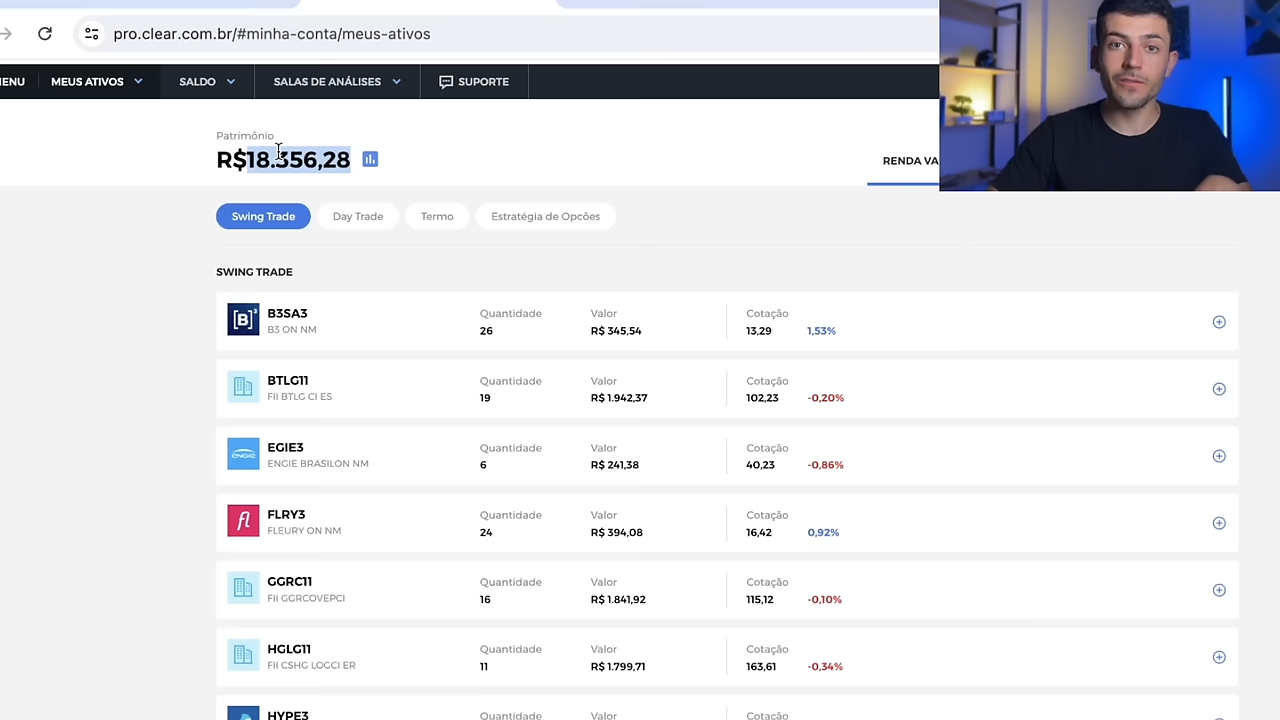 pro.clear.com.br/#minha-conta/meus-ativos
ENU
MEUS ATIVOS
SALDO
SALAS DE ANÁLISES
SUPORTE
Patrimônio
R$18.356,28
RENDA VA
Swing Trade
Day Trade
Termo
Estratégia de Opcões
SWING TRADE
B3SA3
B3 ON NM
Quantidade
26
Valor
R$ 345,54
Cotação
13,29 1,53%
BTLG11
FII BTLG CI ES
Quantidade
19
Valor
R$ 1.942,37
Cotação
102,23 -0,20%
ENGIE
EGIE3
ENGIE BRASILON NM
Quantidade
6
Valor
R$ 241,38
Cotação
40,23 -0,86%
fl
FLRY3
FLEURY ON NM
Quantidade
24
Valor
R$ 394,08
Cotação
16,42 0,92%
GGRC11
FII GGRCOVEPCI
Quantidade
16
Valor
R$ 1.841,92
Cotação
115,12 -0,10%
HGLG11
FII CSHG LOGCI ER
Quantidade
11
Valor
R$ 1.799,71
Cotação
163,61 -0,34%
HYPE3
Quantidade
Valor
Cotação